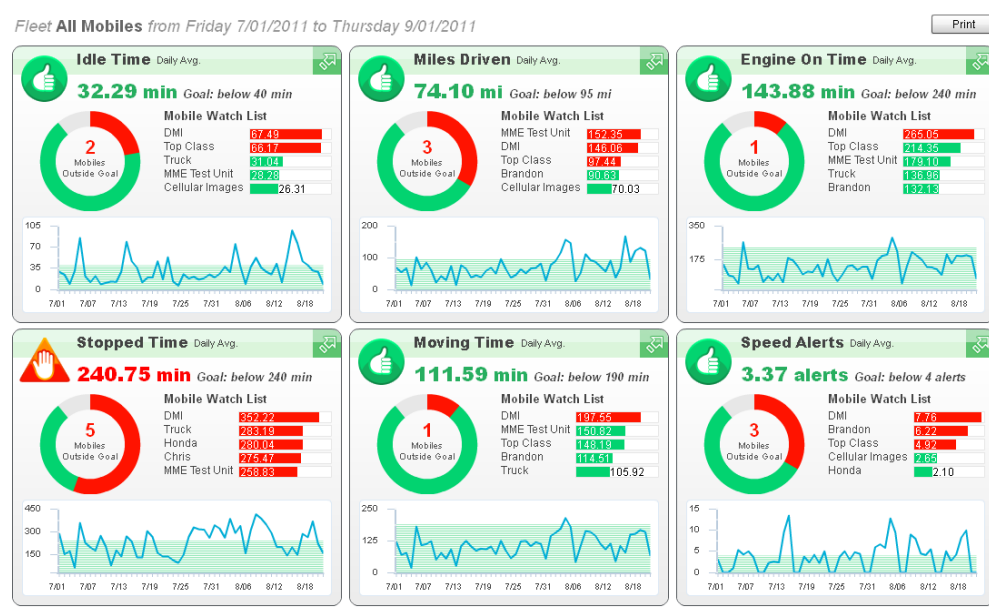 Fleet All Mobiles from Friday 7/01/2011 to Thursday 9/01/2011
Print
Idle Time Daily Avg.
32.29 min Goal: below 40 min
2
Mobiles
Outside Goal
Mobile Watch List
DMI 67.49
Top Class 66.17
Truck 31.04
MME Test Unit 28.28
Cellular Images 26.31
105
70
35
0
7/01 7/07 7/13 7/19 7/25 7/31 8/06 8/12 8/18
Miles Driven Daily Avg.
74.10 mi Goal: below 95 mi
3
Mobiles
Outside Goal
Mobile Watch List
MME Test Unit 152.35
DMI 146.06
Top Class 97.44
Brandon 90.63
Cellular Images 70.03
200
100
0
7/01 7/07 7/13 7/19 7/25 7/31 8/06 8/12 8/18
Engine On Time Daily Avg.
143.88 min Goal: below 240 min
1
Mobiles
Outside Goal
Mobile Watch List
DMI 265.05
Top Class 214.35
MME Test Unit 179.10
Truck 136.96
Brandon 132.13
350
175
0
7/01 7/07 7/13 7/19 7/25 7/31 8/06 8/12 8/18
Stopped Time Daily Avg.
240.75 min Goal: below 240 min
5
Mobiles
Outside Goal
Mobile Watch List
DMI 352.22
Truck 283.19
Honda 280.04
Chris 275.47
MME Test Unit 258.83
450
300
150
7/01 7/07 7/13 7/19 7/25 7/31 8/06 8/12 8/18
Moving Time Daily Avg.
111.59 min Goal: below 190 min
1
Mobiles
Outside Goal
Mobile Watch List
DMI 197.55
MME Test Unit 150.82
Top Class 148.19
Brandon 114.51
Truck 105.92
250
125
0
7/01 7/07 7/13 7/19 7/25 7/31 8/06 8/12 8/18
Speed Alerts Daily Avg.
3.37 alerts Goal: below 4 alerts
3
Mobiles
Outside Goal
Mobile Watch List
DMI 7.76
Brandon 6.22
Top Class 4.92
Cellular Images 2.65
Honda 2.10
15
10
5
0
7/01 7/07 7/13 7/19 7/25 7/31 8/06 8/12 8/18